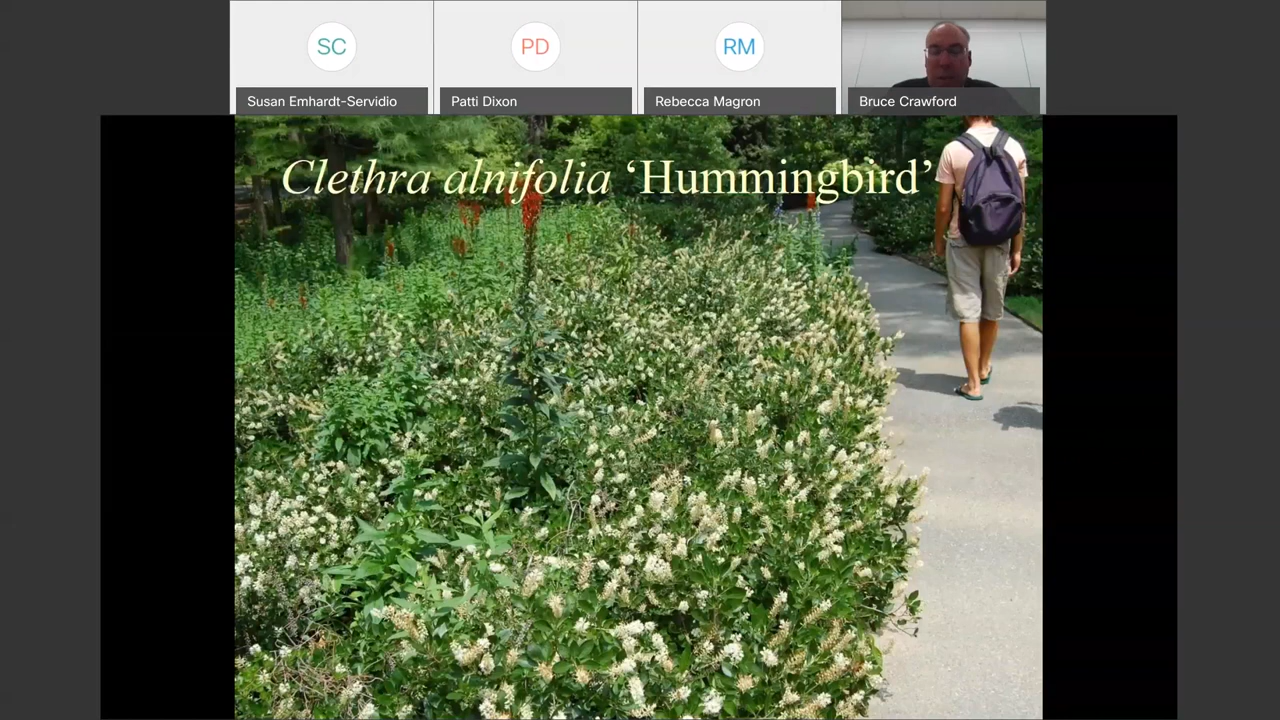 SC
PD
RM
Susan Emhardt-Servidio
Patti Dixon
Rebecca Magron
Bruce Crawford
Clethra alnifolia ‘Hummingbird’